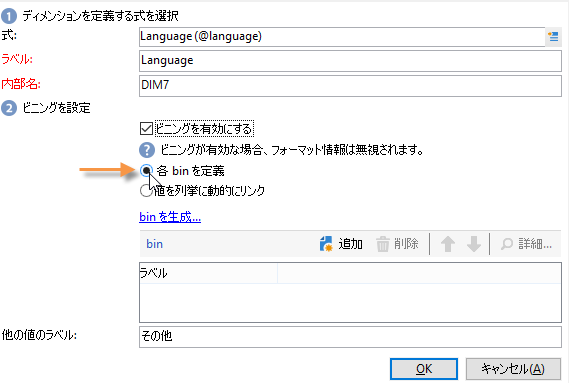 1 ディメンションを定義する式を選択
式: Language (@language)
ラベル: Language
内部名: DIM7
2 ビニングを設定
ビニングを有効にする
? ビニングが有効な場合、フォーマット情報は無視されます。
各 bin を定義
値を列挙に動的にリンク
bin を生成...
bin 追加 削除 詳細...
ラベル
他の値のラベル: その他
OK キャンセル(A)